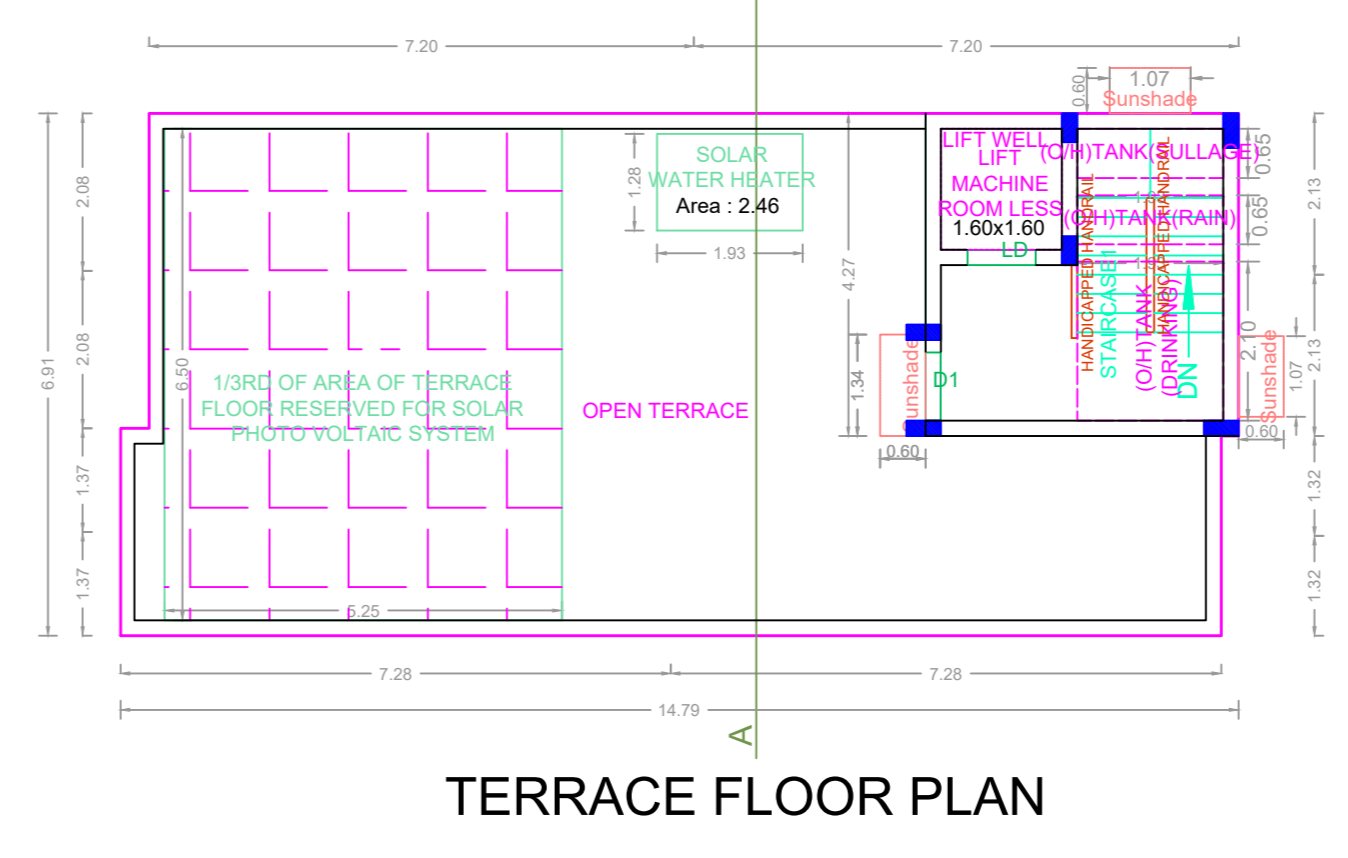 7.20
7.20
1.07
0.60
Sunshade
LIFT WELL
LIFT
MACHINE
ROOM LESS
1.60x1.60
LD
(O/H)TANK(SULLAGE)
(O/H)TANK(RAIN)
0.65
0.65
2.13
2.13
1.32
1.32
HANDICAPPED HANDRAIL
HANDICAPPED HANDRAIL
STAIRCASE1
(O/H)TANK
(DRINKING)
DN
2.10
Sunshade
1.07
0.60
SOLAR
WATER HEATER
Area : 2.46
1.28
1.93
4.27
Sunshade
D1
1.34
0.60
2.08
2.08
1.37
1.37
6.91
6.50
1/3RD OF AREA OF TERRACE
FLOOR RESERVED FOR SOLAR
PHOTO VOLTAIC SYSTEM
OPEN TERRACE
5.25
7.28
7.28
14.79
A
TERRACE FLOOR PLAN